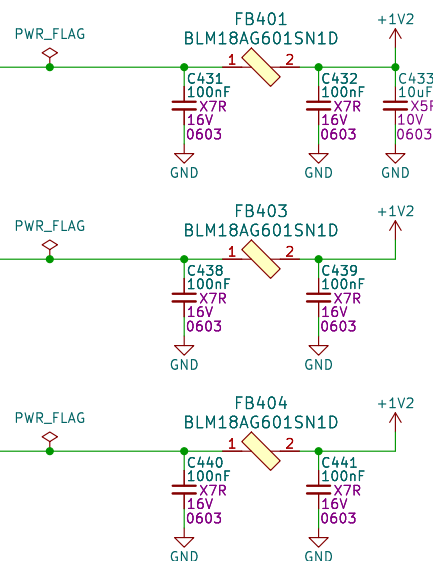 FB401
+1V2
PWR_FLAG
BLM18AG601SN1D
1 2
C431
100nF
X7R
16V
0603
GND
C432
100nF
X7R
16V
0603
GND
C433
10uF
X5R
10V
0603
GND
FB403
+1V2
PWR_FLAG
BLM18AG601SN1D
1 2
C438
100nF
X7R
16V
0603
GND
C439
100nF
X7R
16V
0603
GND
FB404
+1V2
PWR_FLAG
BLM18AG601SN1D
1 2
C440
100nF
X7R
16V
0603
GND
C441
100nF
X7R
16V
0603
GND